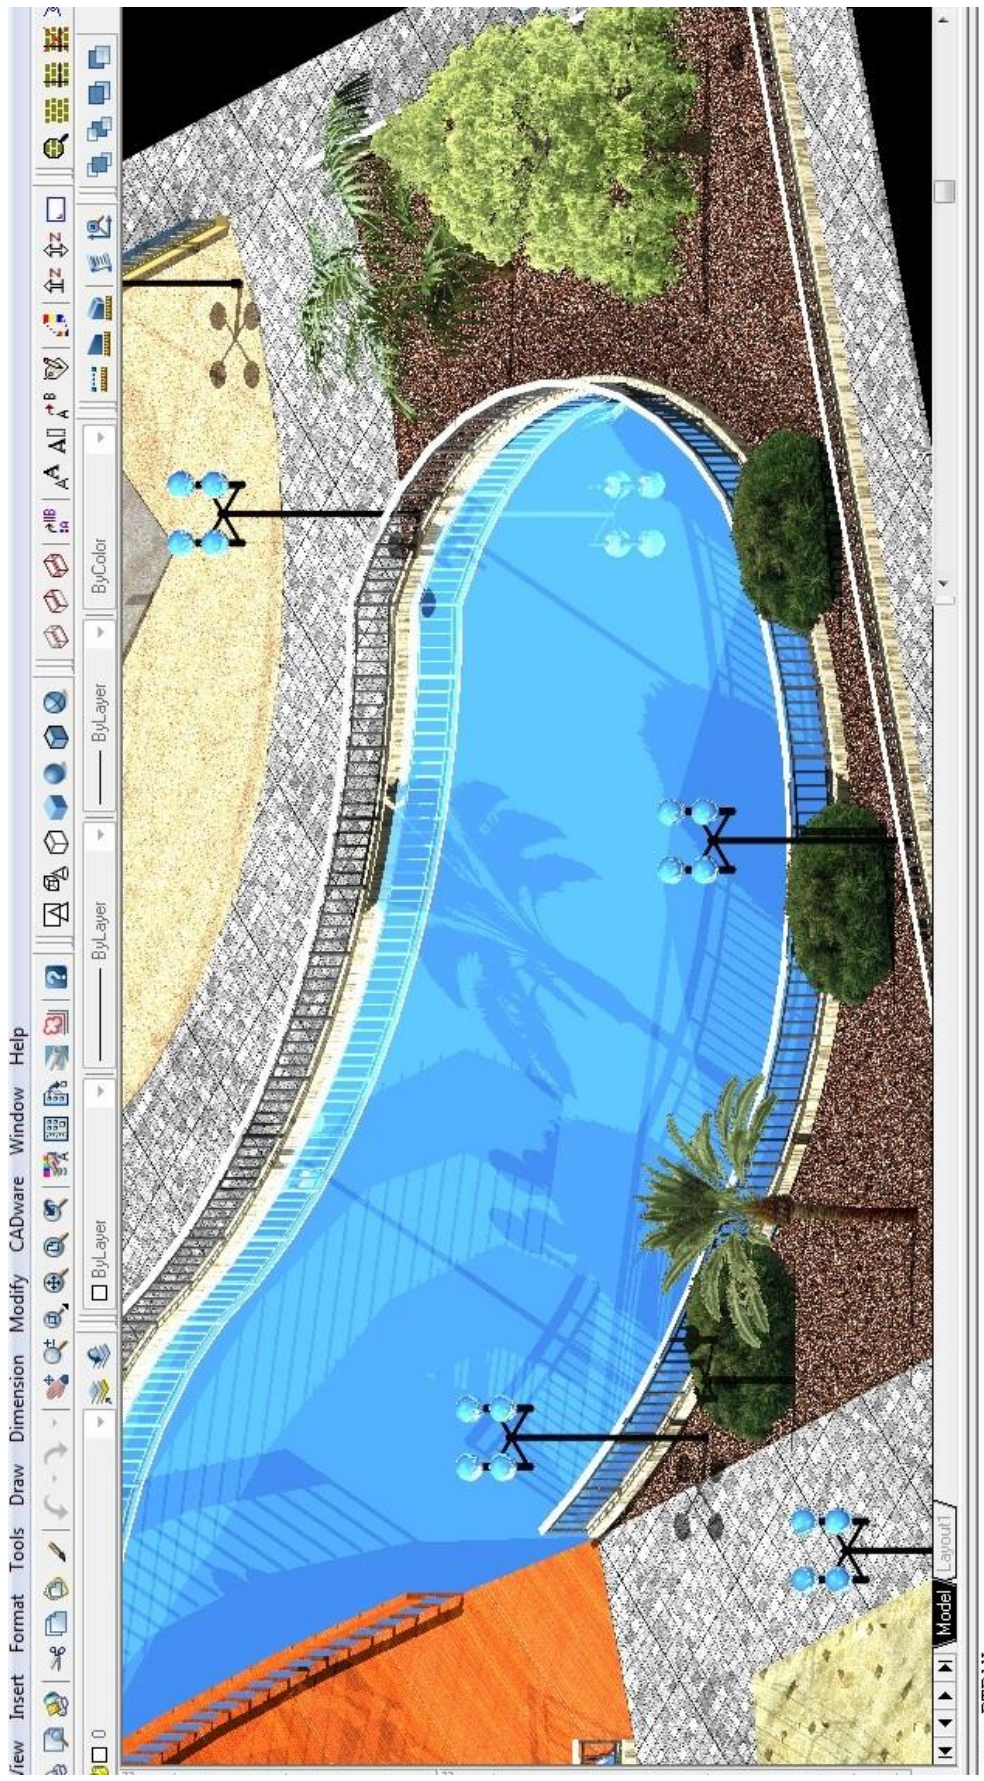 View Insert Format Tools Draw Dimension Modify CADware Window Help
0
ByLayer
ByLayer
ByLayer
ByColor
Model
Layout1